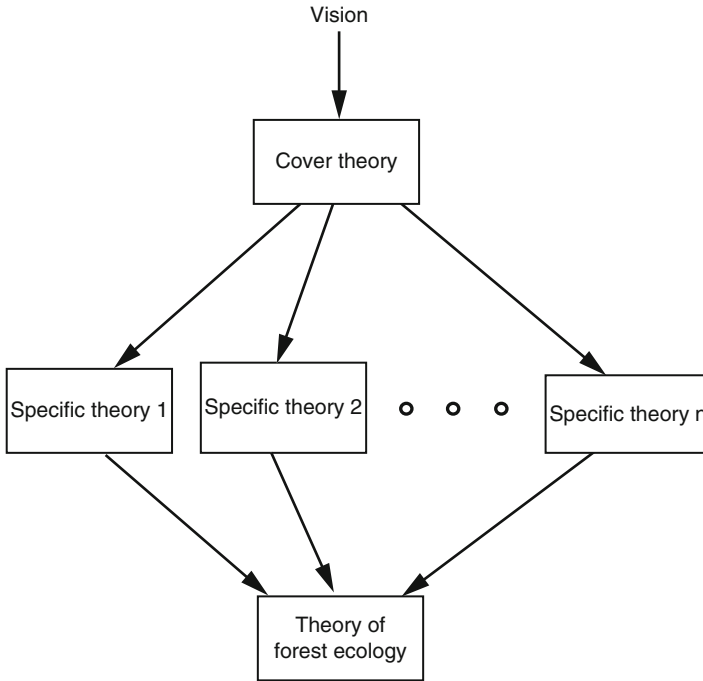 Vision
Cover theory
Specific theory 1
Specific theory 2
Specific theory n
Theory of
forest ecology